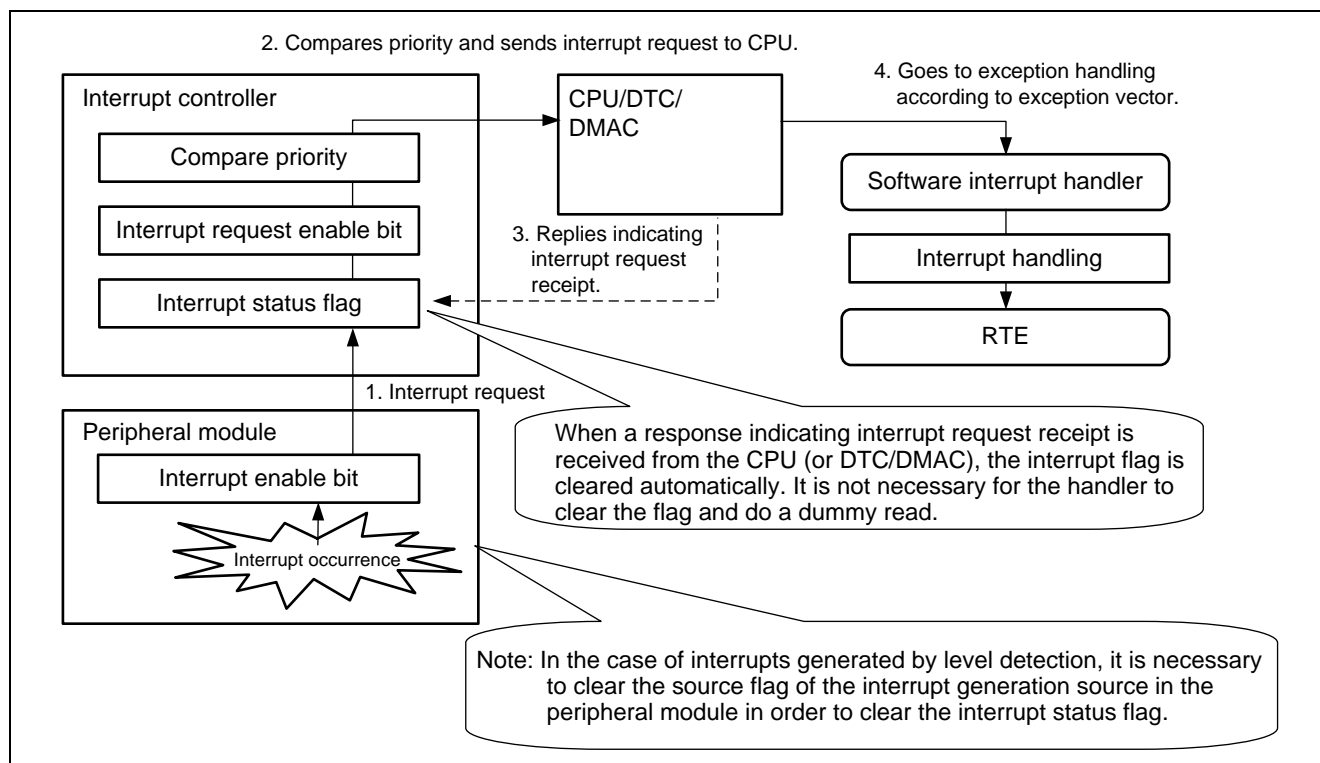 2. Compares priority and sends interrupt request to CPU.
Interrupt controller
Compare priority
Interrupt request enable bit
Interrupt status flag
CPU/DTC/
DMAC
3. Replies indicating
interrupt request
receipt.
4. Goes to exception handling
according to exception vector.
Software interrupt handler
Interrupt handling
RTE
1. Interrupt request
Peripheral module
Interrupt enable bit
Interrupt occurrence
When a response indicating interrupt request receipt is
received from the CPU (or DTC/DMAC), the interrupt flag is
cleared automatically. It is not necessary for the handler to
clear the flag and do a dummy read.
Note: In the case of interrupts generated by level detection, it is necessary
to clear the source flag of the interrupt generation source in the
peripheral module in order to clear the interrupt status flag.